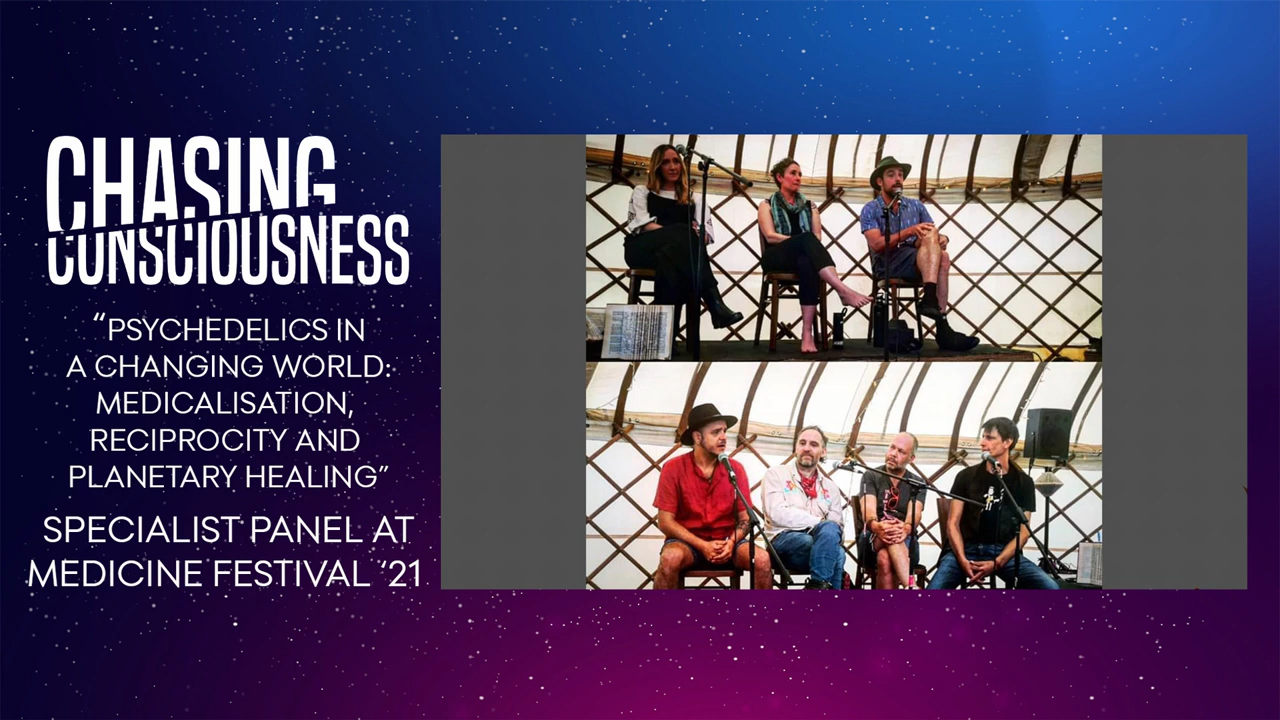 CHASING
CONSCIOUSNESS
“PSYCHEDELICS IN
A CHANGING WORLD:
MEDICALISATION,
RECIPROCITY AND
PLANETARY HEALING”
SPECIALIST PANEL AT
MEDICINE FESTIVAL ‘21